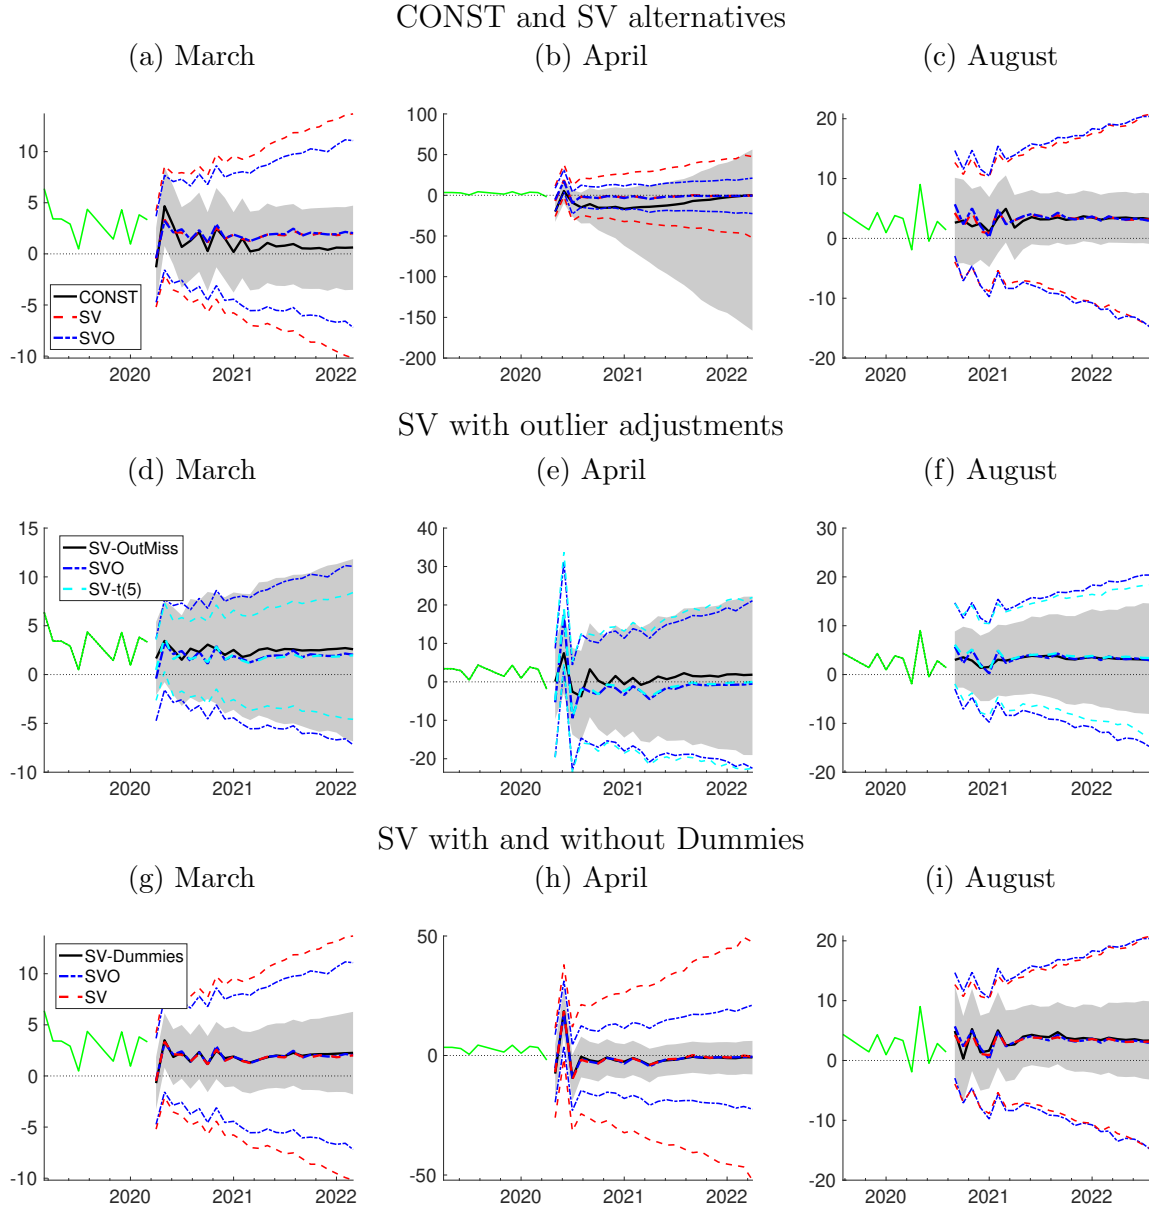 CONST and SV alternatives
(a) March
(b) April
(c) August
10
5
0
-5
-10
CONST
SV
SVO
2020 2021 2022
100
50
0
-50
-100
-150
-200
2020 2021 2022
20
10
0
-10
-20
2020 2021 2022
SV with outlier adjustments
(d) March
(e) April
(f) August
15
10
5
0
-5
-10
SV-OutMiss
SVO
SV-t(5)
2020 2021 2022
40
30
20
10
0
-10
-20
2020 2021 2022
30
20
10
0
-10
-20
2020 2021 2022
SV with and without Dummies
(g) March
(h) April
(i) August
10
5
0
-5
-10
SV-Dummies
SVO
SV
2020 2021 2022
50
0
-50
2020 2021 2022
20
10
0
-10
-20
2020 2021 2022